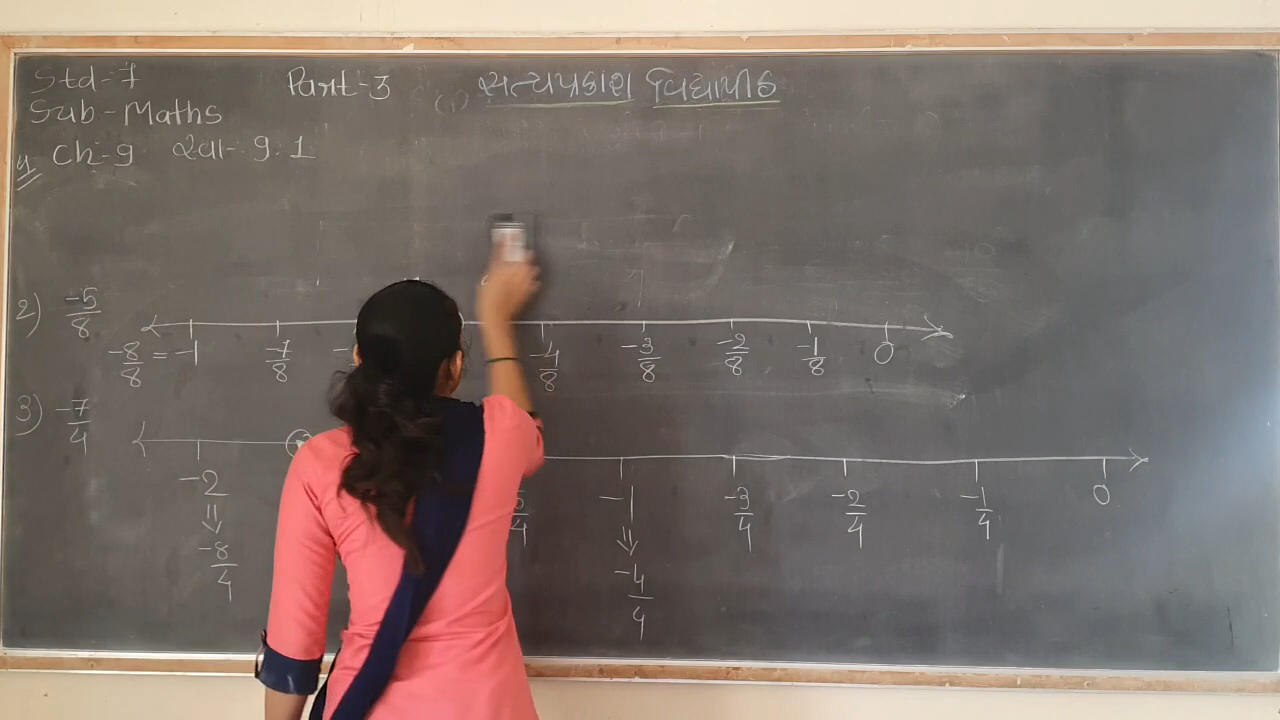 Std-7
Part-3
સત્યપ્રકાશ વિદ્યાપીઠ
Sub-Maths
Ch-9 સ્વા-9.1
2) -5/8
-8/8 = -1 -7/8 -4/8 -3/8 -2/8 -1/8 0
3) -7/4
-2 -1 -3/4 -2/4 -1/4 0
-8/4 -4/4